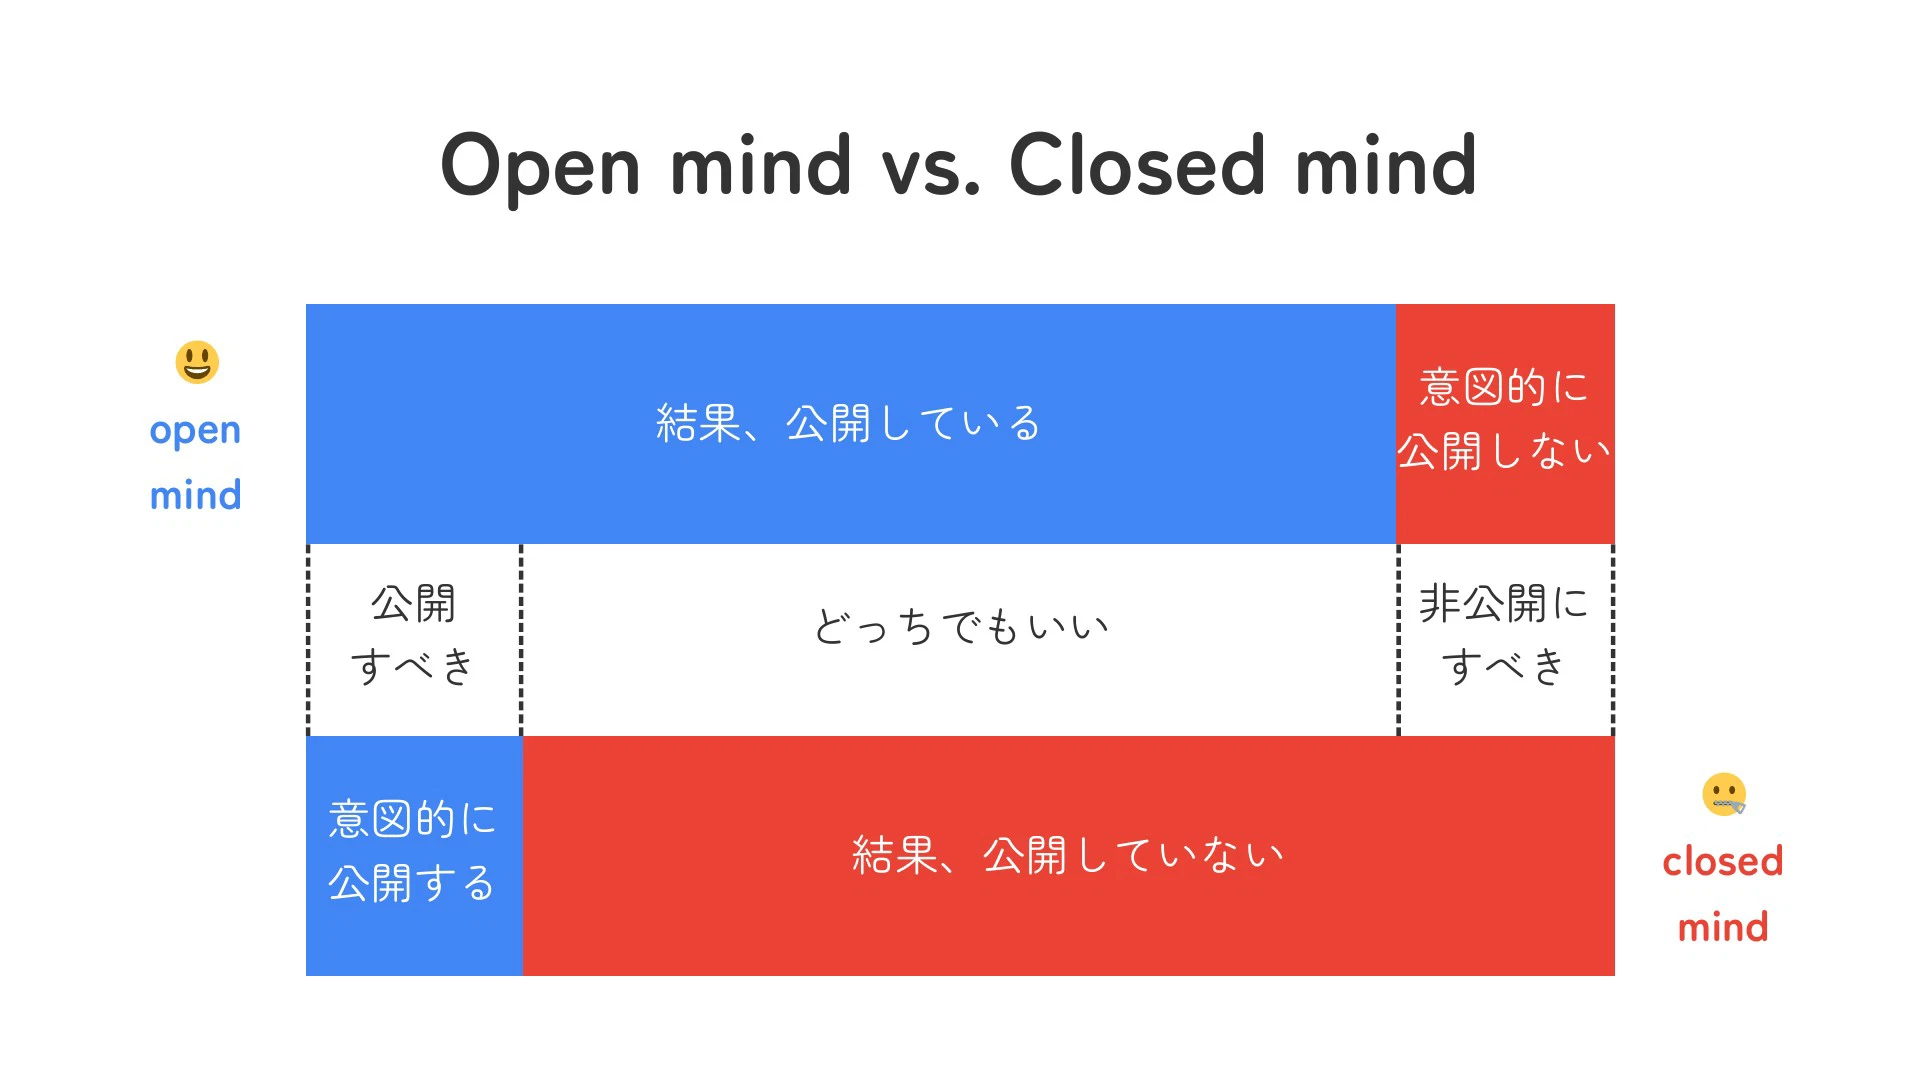 Open mind vs. Closed mind
open
mind
結果、公開している
意図的に
公開しない
公開
すべき
どっちでもいい
非公開に
すべき
意図的に
公開する
結果、公開していない
closed
mind